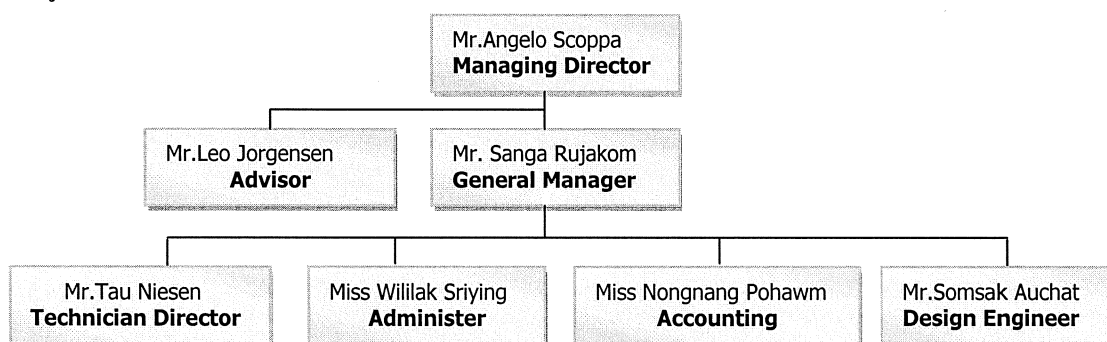 Mr.Angelo Scoppa
Managing Director
Mr.Leo Jorgensen
Advisor
Mr. Sanga Rujakom
General Manager
Mr.Tau Niesen
Technician Director
Miss Wililak Sriying
Administer
Miss Nongnang Pohawm
Accounting
Mr.Somsak Auchat
Design Engineer